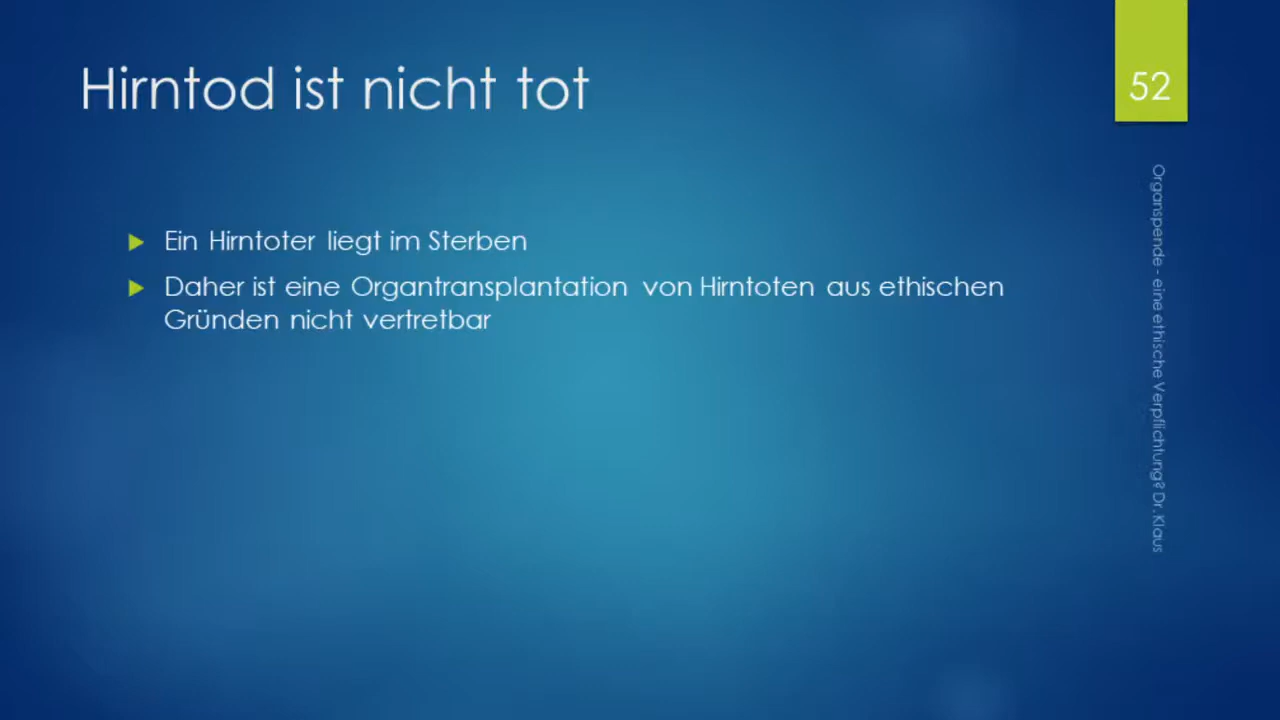 Hirntod ist nicht tot
52
Ein Hirntoter liegt im Sterben
Daher ist eine Organtransplantation von Hirntoten aus ethischen
Gründen nicht vertretbar
Organspende - eine ethische Verpflichtung? Dr. Klaus